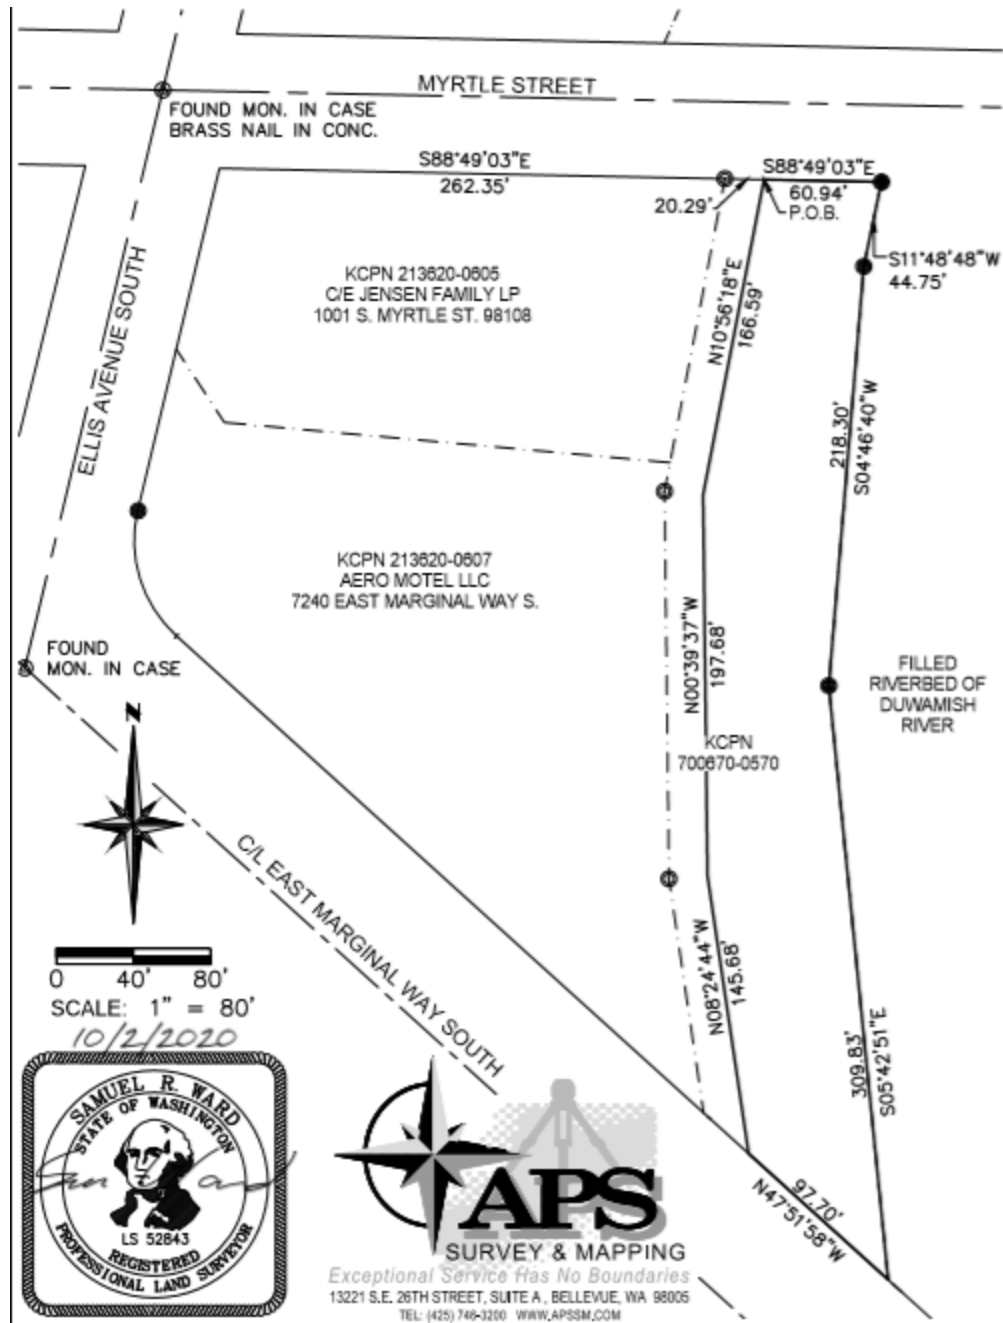 MYRTLE STREET
FOUND MON. IN CASE
BRASS NAIL IN CONC.
S88°49'03"E
262.35'
S88°49'03"E
60.94'
P.O.B.
20.29'
S11°48'48"W
44.75'
KCPN 213620-0605
C/E JENSEN FAMILY LP
1001 S. MYRTLE ST. 98108
N10°56'18"E
166.59'
ELLIS AVENUE SOUTH
218.30'
S04°46'40"W
KCPN 213620-0607
AERO MOTEL LLC
7240 EAST MARGINAL WAY S.
N00°39'37"W
197.68'
FOUND
MON. IN CASE
FILLED
RIVERBED OF
DUWAMISH
RIVER
KCPN
700670-0570
N
C/L EAST MARGINAL WAY SOUTH
N08°24'44"W
145.68'
309.83'
S05°42'51"E
0 40' 80'
SCALE: 1" = 80'
10/2/2020
SAMUEL R. WARD
STATE OF WASHINGTON
LS 52843
REGISTERED
PROFESSIONAL LAND SURVEYOR
97.70'
N47°51'58"W
APS
SURVEY & MAPPING
Exceptional Service Has No Boundaries
13221 S.E. 26TH STREET, SUITE A, BELLEVUE, WA 98005
TEL: (425) 746-3200 WWW.APSSM.COM